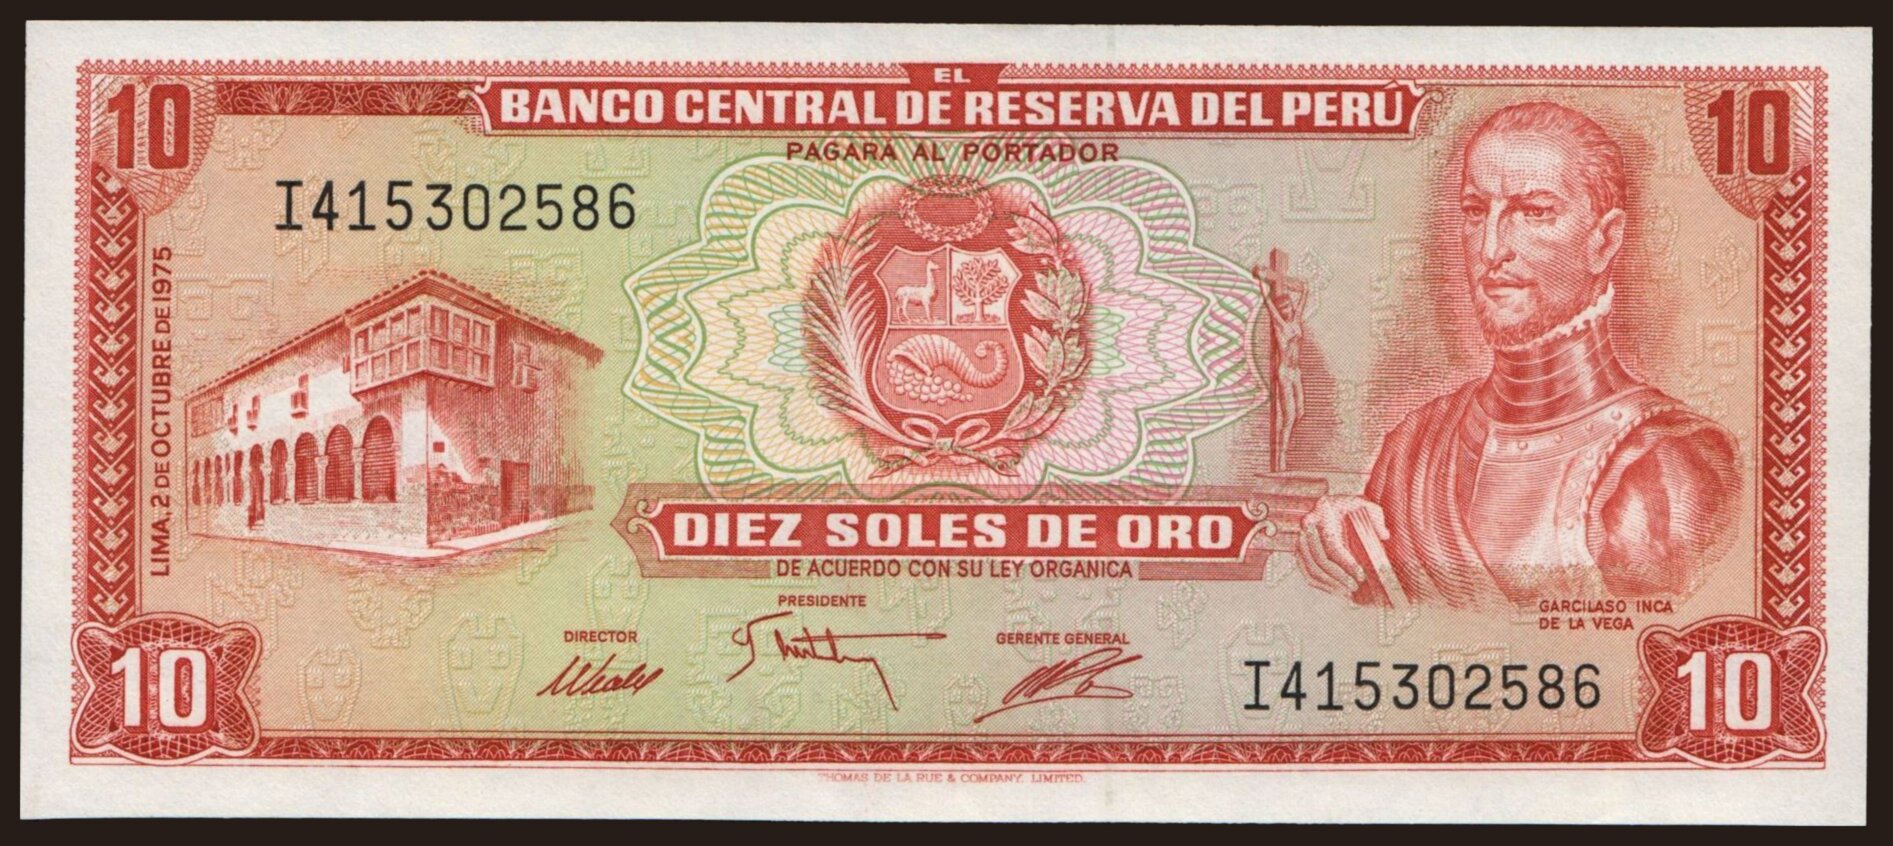 10
EL
BANCO CENTRAL DE RESERVA DEL PERÚ
10
PAGARA AL PORTADOR
I415302586
LIMA, 2 DE OCTUBRE DE 1975
DIEZ SOLES DE ORO
DE ACUERDO CON SU LEY ORGANICA
PRESIDENTE
DIRECTOR
GERENTE GENERAL
GARCILASO INCA
DE LA VEGA
I415302586
10
10
THOMAS DE LA RUE & COMPANY, LIMITED.